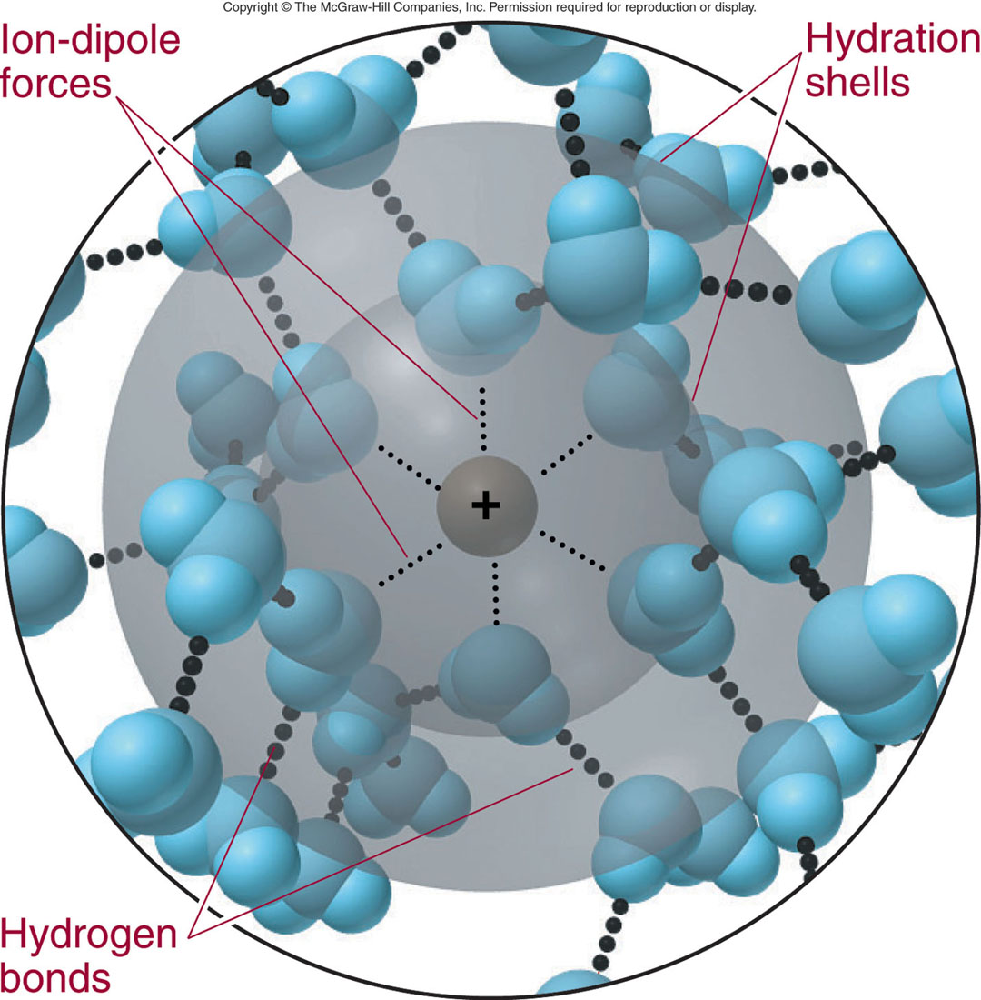 Copyright © The McGraw-Hill Companies, Inc. Permission required for reproduction or display.
Ion-dipole
forces
Hydration
shells
+
Hydrogen
bonds